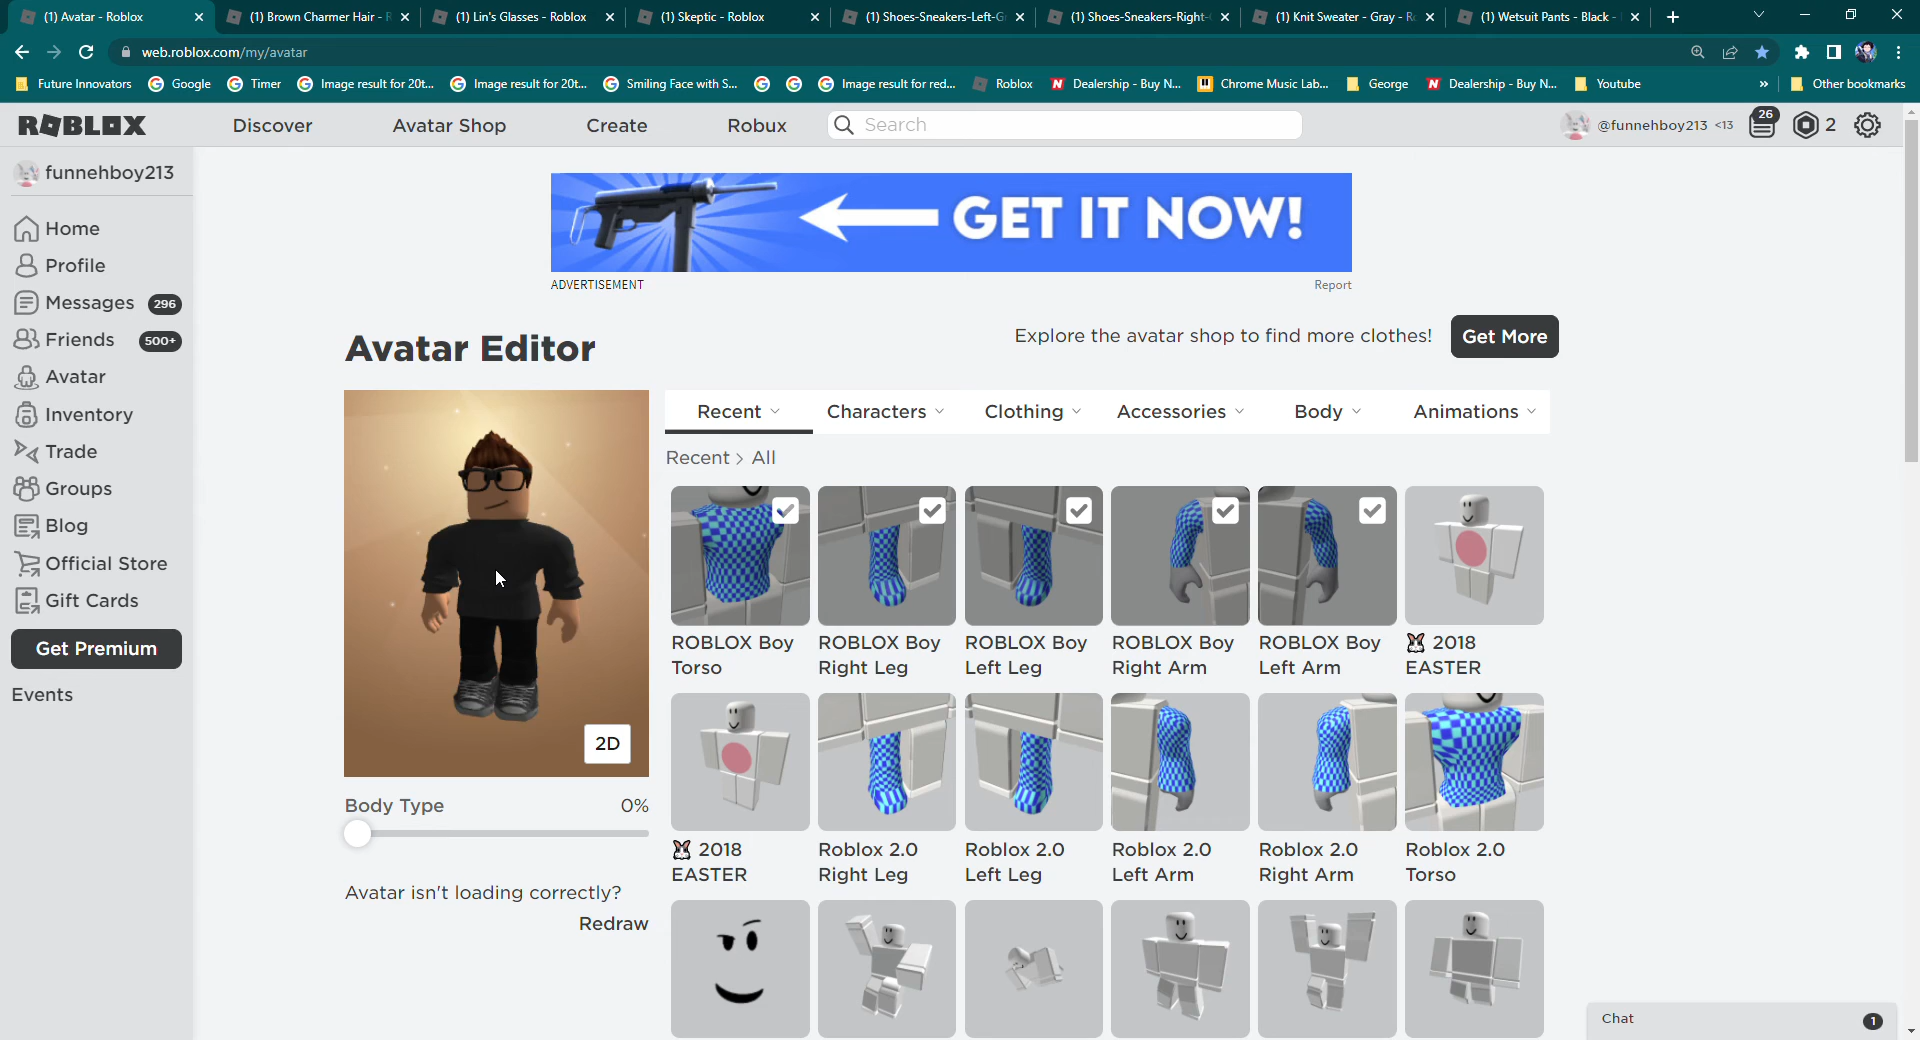 (1) Avatar - Roblox
(1) Brown Charmer Hair - R
(1) Lin's Glasses - Roblox
(1) Skeptic - Roblox
(1) Shoes-Sneakers-Left-G
(1) Shoes-Sneakers-Right-
(1) Knit Sweater - Gray - R
(1) Wetsuit Pants - Black -
web.roblox.com/my/avatar
Future Innovators
Google
Timer
Image result for 20t...
Image result for 20t...
Smiling Face with S...
Image result for red...
Roblox
Dealership - Buy N...
Chrome Music Lab...
George
Dealership - Buy N...
Youtube
»
Other bookmarks
ROBLOX
Discover
Avatar Shop
Create
Robux
Search
@funnehboy213 <13
26
2
funnehboy213
Home
Profile
Messages 296
Friends 500+
Avatar
Inventory
Trade
Groups
Blog
Official Store
Gift Cards
Get Premium
Events
GET IT NOW!
ADVERTISEMENT
Report
Avatar Editor
Explore the avatar shop to find more clothes!
Get More
2D
Body Type 0%
Avatar isn't loading correctly?
Redraw
Recent
Characters
Clothing
Accessories
Body
Animations
Recent > All
ROBLOX Boy
Torso
ROBLOX Boy
Right Leg
ROBLOX Boy
Left Leg
ROBLOX Boy
Right Arm
ROBLOX Boy
Left Arm
🐰 2018
EASTER
🐰 2018
EASTER
Roblox 2.0
Right Leg
Roblox 2.0
Left Leg
Roblox 2.0
Left Arm
Roblox 2.0
Right Arm
Roblox 2.0
Torso
Chat
1